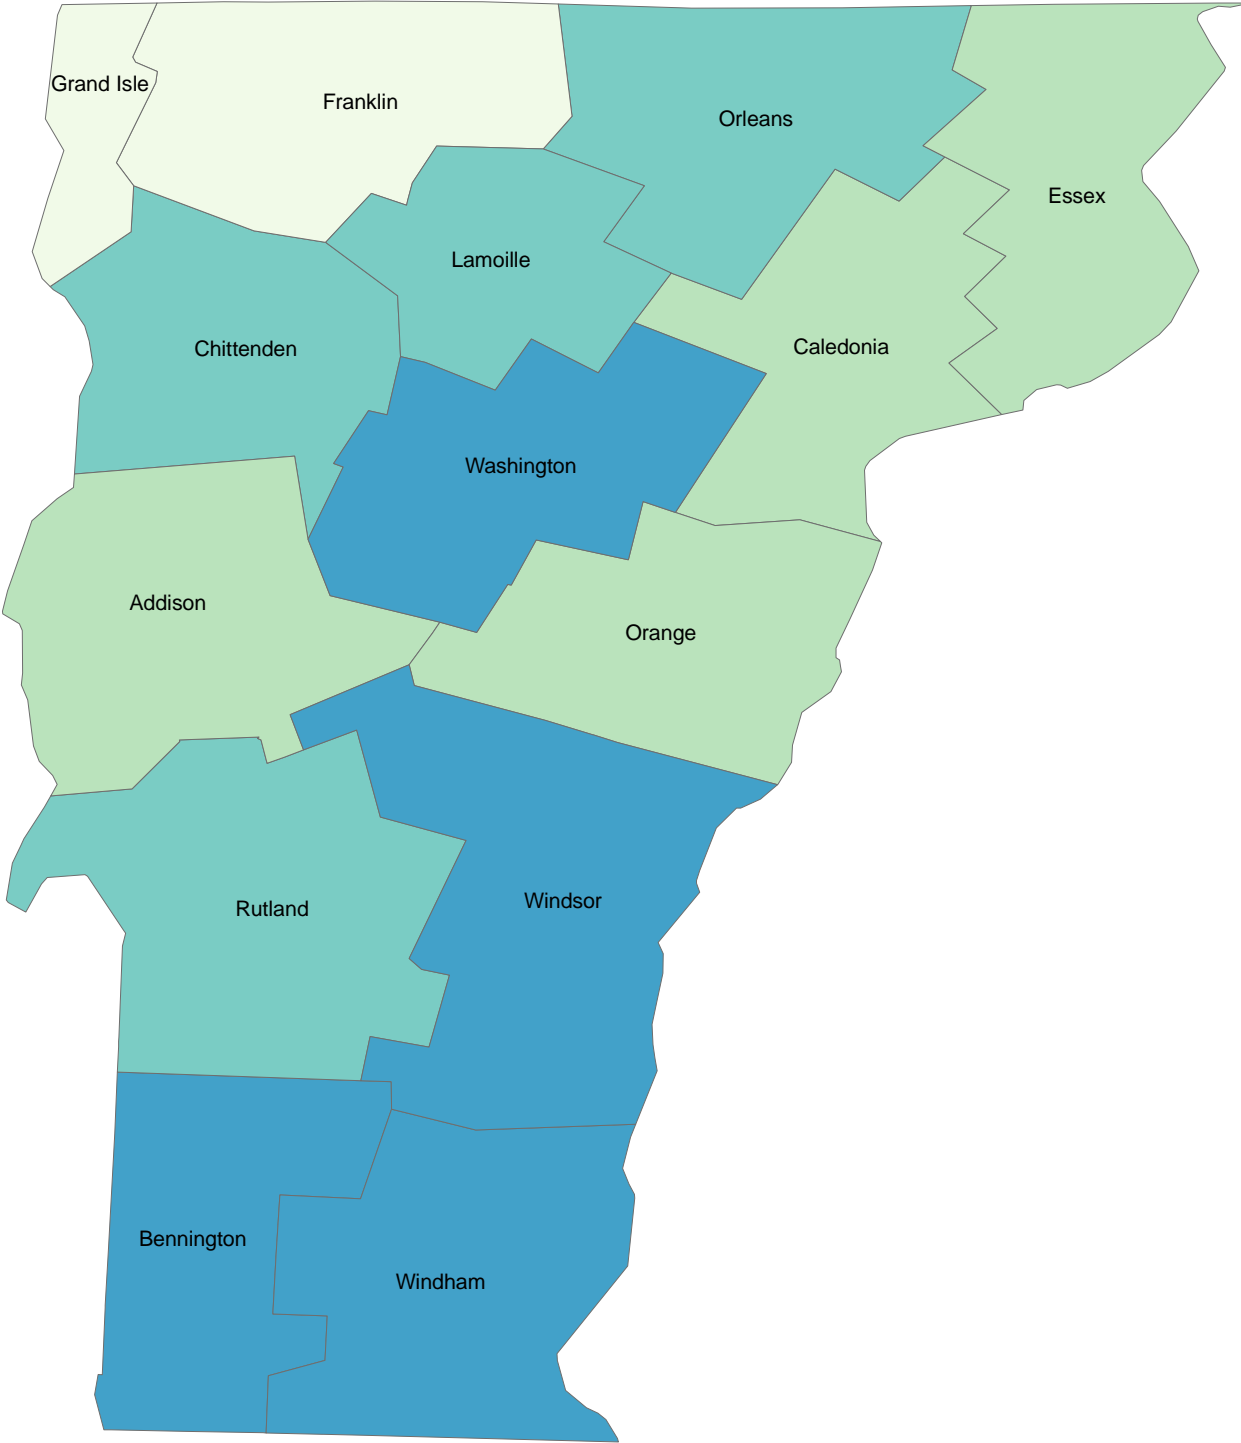 Grand Isle
Franklin
Orleans
Essex
Lamoille
Chittenden
Caledonia
Washington
Addison
Orange
Windsor
Rutland
Bennington
Windham